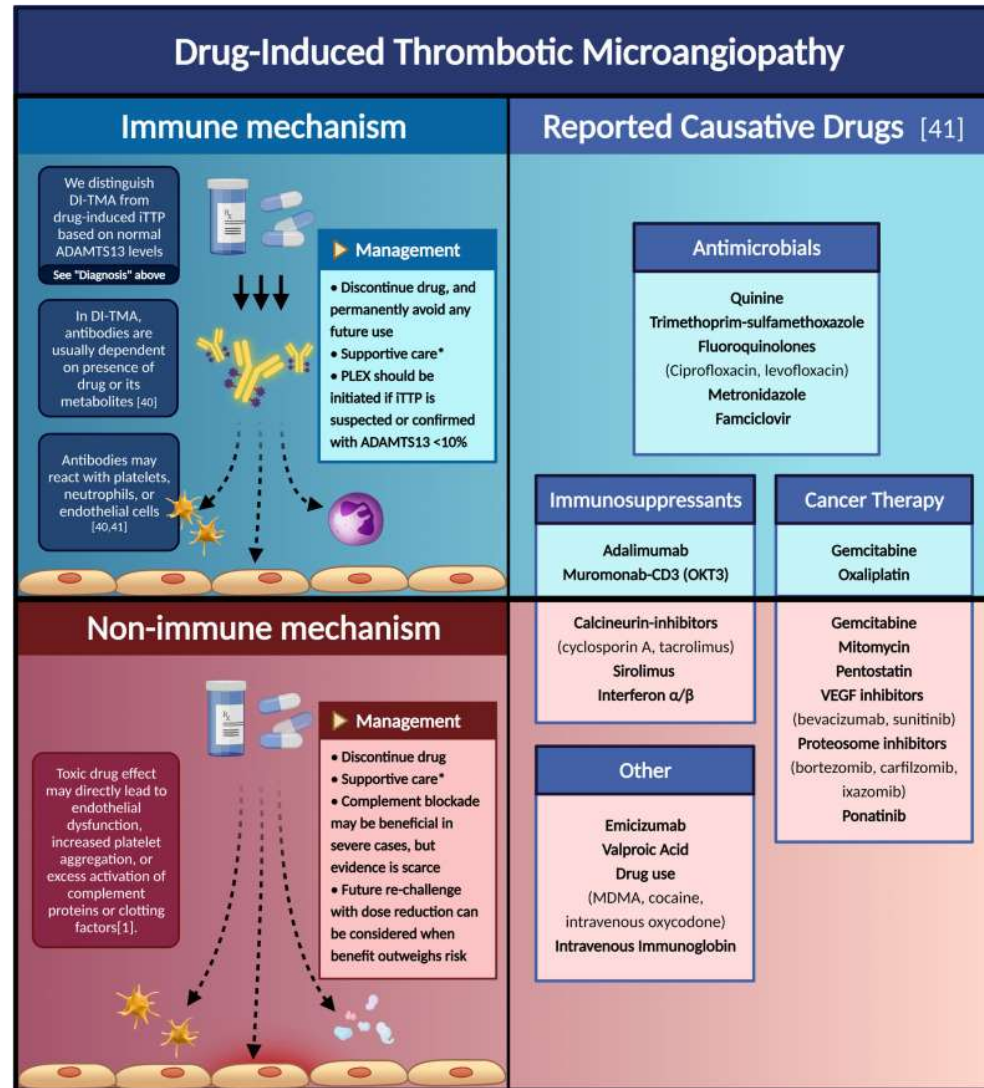 Drug-Induced Thrombotic Microangiopathy
Immune mechanism
We distinguish
DI-TMA from
drug-induced iTTP
based on normal
ADAMTS13 levels
See "Diagnosis" above
In DI-TMA,
antibodies are
usually dependent
on presence of
drug or its
metabolites [40]
Antibodies may
react with platelets,
neutrophils, or
endothelial cells
[40,41]
Rx
Management
• Discontinue drug, and
permanently avoid any
future use
• Supportive care*
• PLEX should be
initiated if iTTP is
suspected or confirmed
with ADAMTS13 <10%
Reported Causative Drugs [41]
Antimicrobials
Quinine
Trimethoprim-sulfamethoxazole
Fluoroquinolones
(Ciprofloxacin, levofloxacin)
Metronidazole
Famciclovir
Immunosuppressants
Adalimumab
Muromonab-CD3 (OKT3)
Calcineurin-inhibitors
(cyclosporin A, tacrolimus)
Sirolimus
Interferon α/β
Cancer Therapy
Gemcitabine
Oxaliplatin
Gemcitabine
Mitomycin
Pentostatin
VEGF inhibitors
(bevacizumab, sunitinib)
Proteosome inhibitors
(bortezomib, carfilzomib,
ixazomib)
Ponatinib
Other
Emicizumab
Valproic Acid
Drug use
(MDMA, cocaine,
intravenous oxycodone)
Intravenous Immunoglobin
Non-immune mechanism
Toxic drug effect
may directly lead to
endothelial
dysfunction,
increased platelet
aggregation, or
excess activation of
complement
proteins or clotting
factors[1].
Rx
Management
• Discontinue drug
• Supportive care*
• Complement blockade
may be beneficial in
severe cases, but
evidence is scarce
• Future re-challenge
with dose reduction can
be considered when
benefit outweighs risk